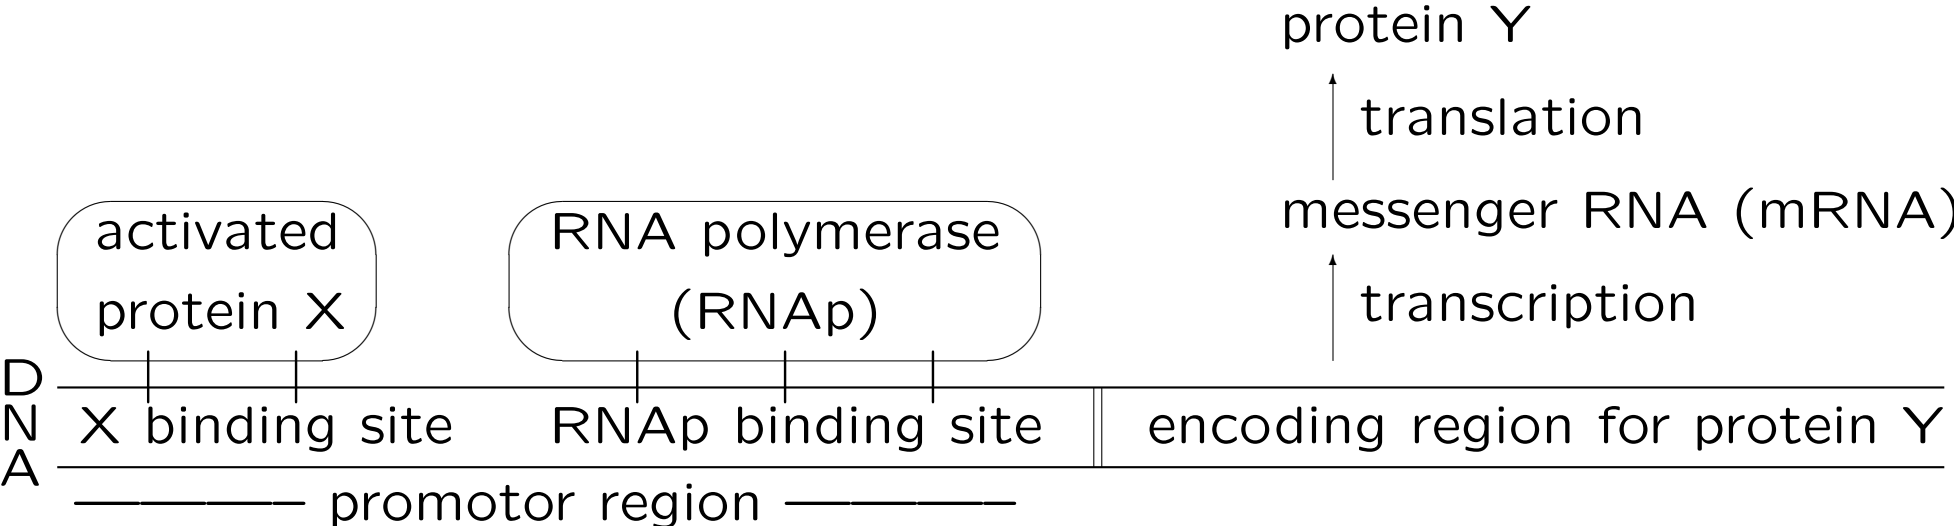 protein Y
translation
messenger RNA (mRNA)
transcription
activated
protein X
RNA polymerase
(RNAp)
D
N
A
X binding site
RNAp binding site
encoding region for protein Y
promotor region